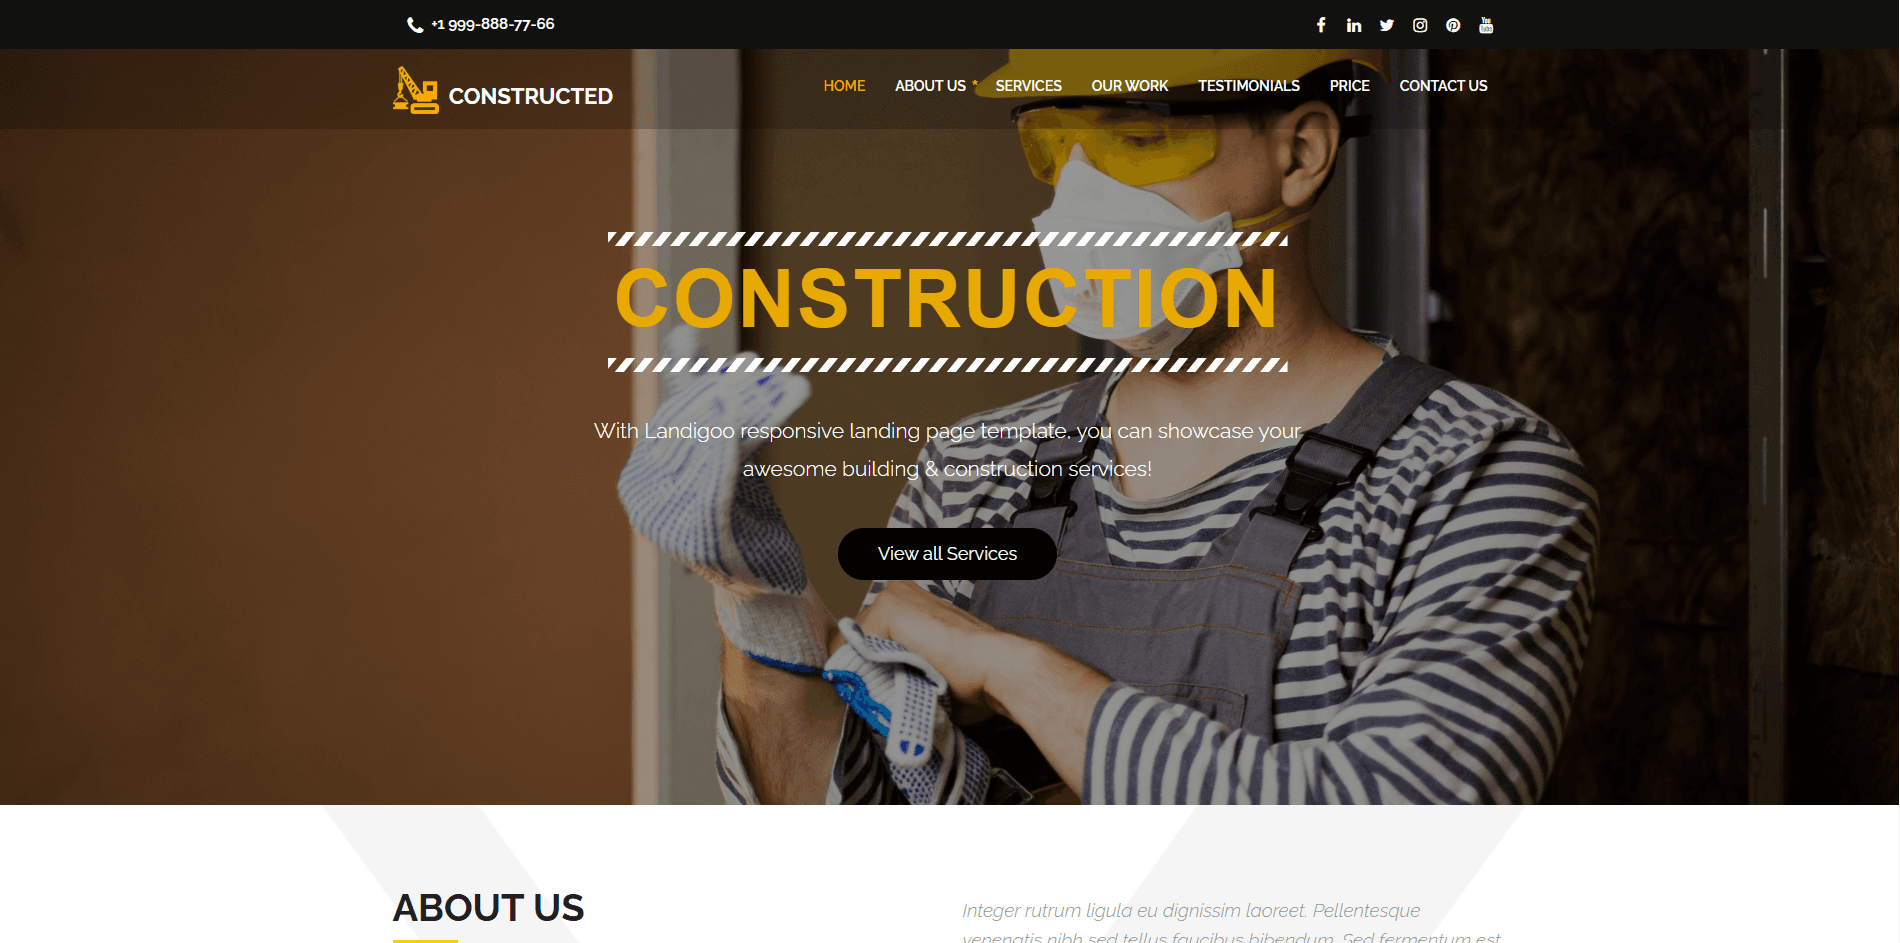 +1 999-888-77-66
CONSTRUCTED
HOME ABOUT US * SERVICES OUR WORK TESTIMONIALS PRICE CONTACT US
CONSTRUCTION
With Landigoo responsive landing page template, you can showcase your
awesome building & construction services!
View all Services
ABOUT US
Integer rutrum ligula eu dignissim laoreet. Pellentesque
venenatis nibh sed tellus faucibus bibendum. Sed fermentum est